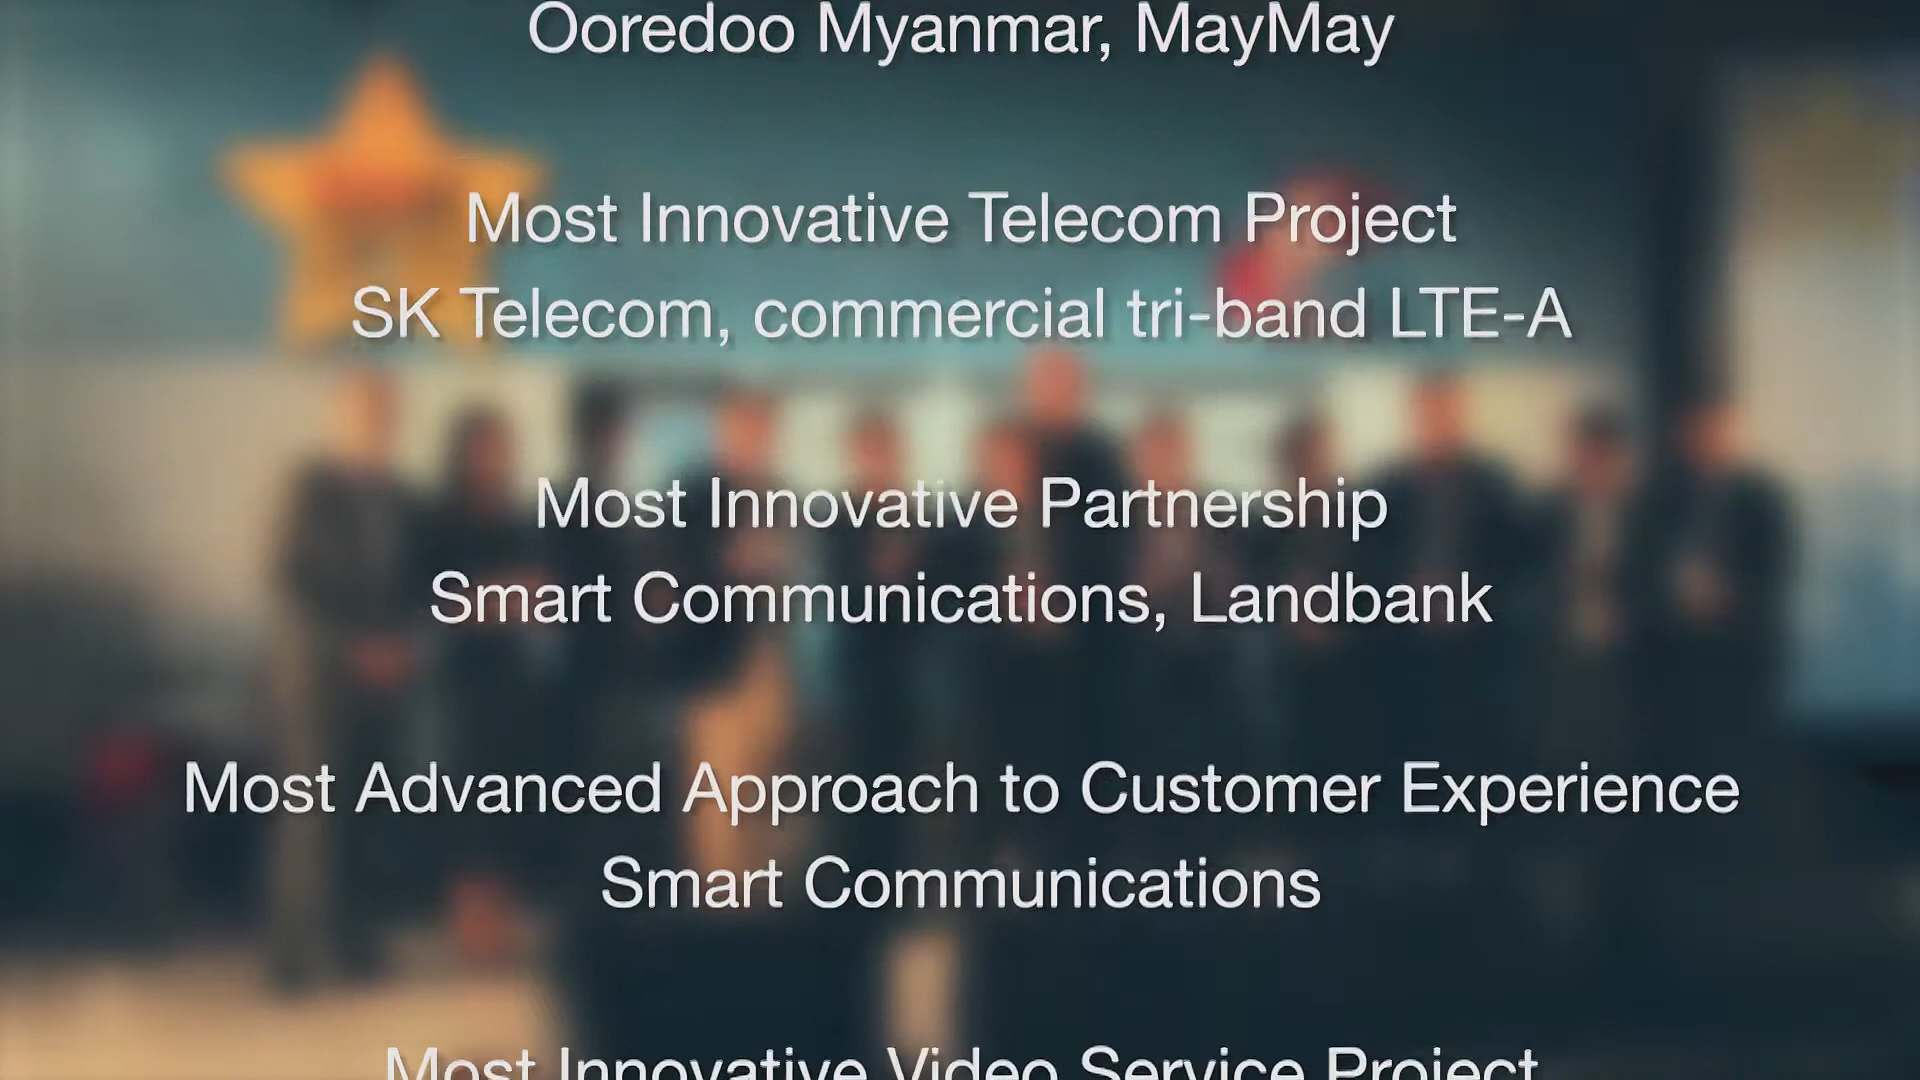 Ooredoo Myanmar, MayMay
Most Innovative Telecom Project
SK Telecom, commercial tri-band LTE-A
Most Innovative Partnership
Smart Communications, Landbank
Most Advanced Approach to Customer Experience
Smart Communications
Most Innovative Video Service Project